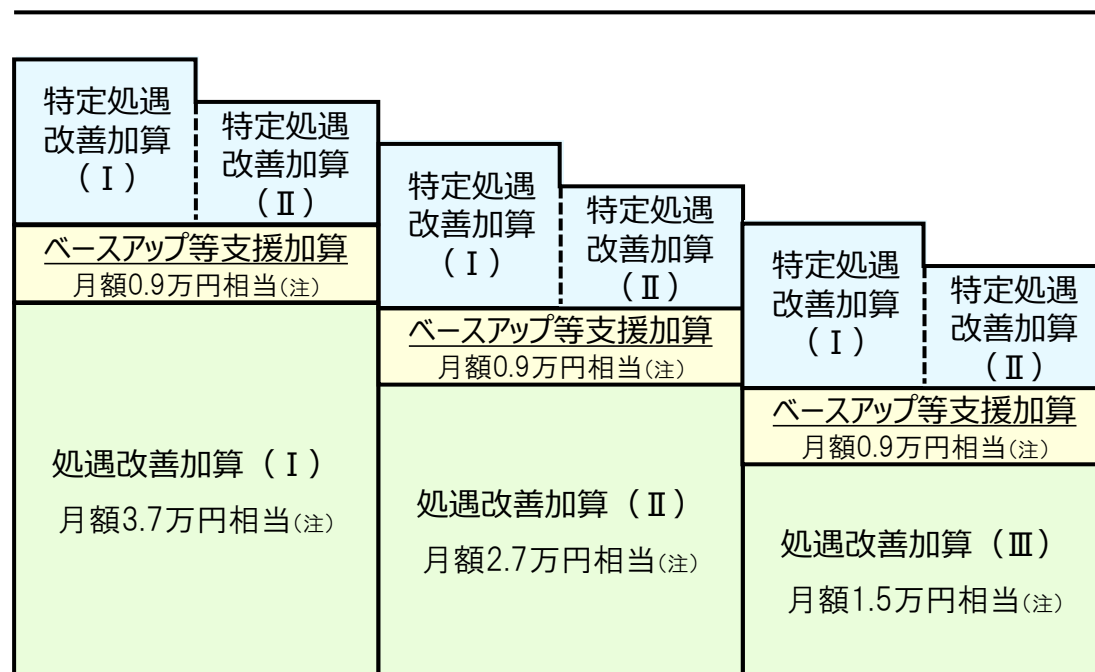 特定処遇
改善加算
（Ⅰ）
特定処遇
改善加算
（Ⅱ）
ベースアップ等支援加算
月額0.9万円相当(注)
処遇改善加算（Ⅰ）
月額3.7万円相当(注)
特定処遇
改善加算
（Ⅰ）
特定処遇
改善加算
（Ⅱ）
ベースアップ等支援加算
月額0.9万円相当(注)
処遇改善加算（Ⅱ）
月額2.7万円相当(注)
特定処遇
改善加算
（Ⅰ）
特定処遇
改善加算
（Ⅱ）
ベースアップ等支援加算
月額0.9万円相当(注)
処遇改善加算（Ⅲ）
月額1.5万円相当(注)